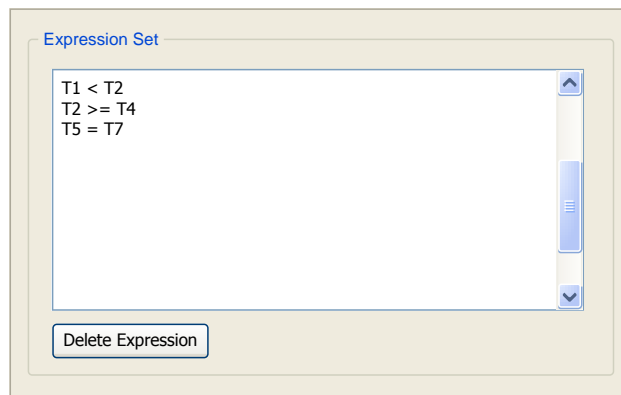 Expression Set
T1 < T2
T2 >= T4
T5 = T7
Delete Expression